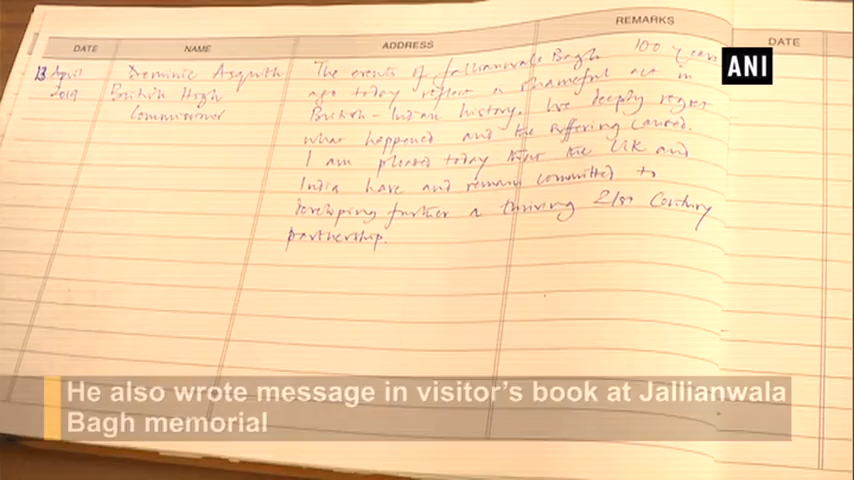 DATE NAME ADDRESS REMARKS DATE
ANI
13 April Dominic Asquith The events of Jallianwala Bagh 100 years
2019 British High ago today reflect a shameful act in
Commissioner British-Indian history. We deeply regret
what happened and the suffering caused.
I am pleased today that the UK and
India have and remain committed to
developing further a thriving 21st Century
partnership.
He also wrote message in visitor's book at Jallianwala
Bagh memorial